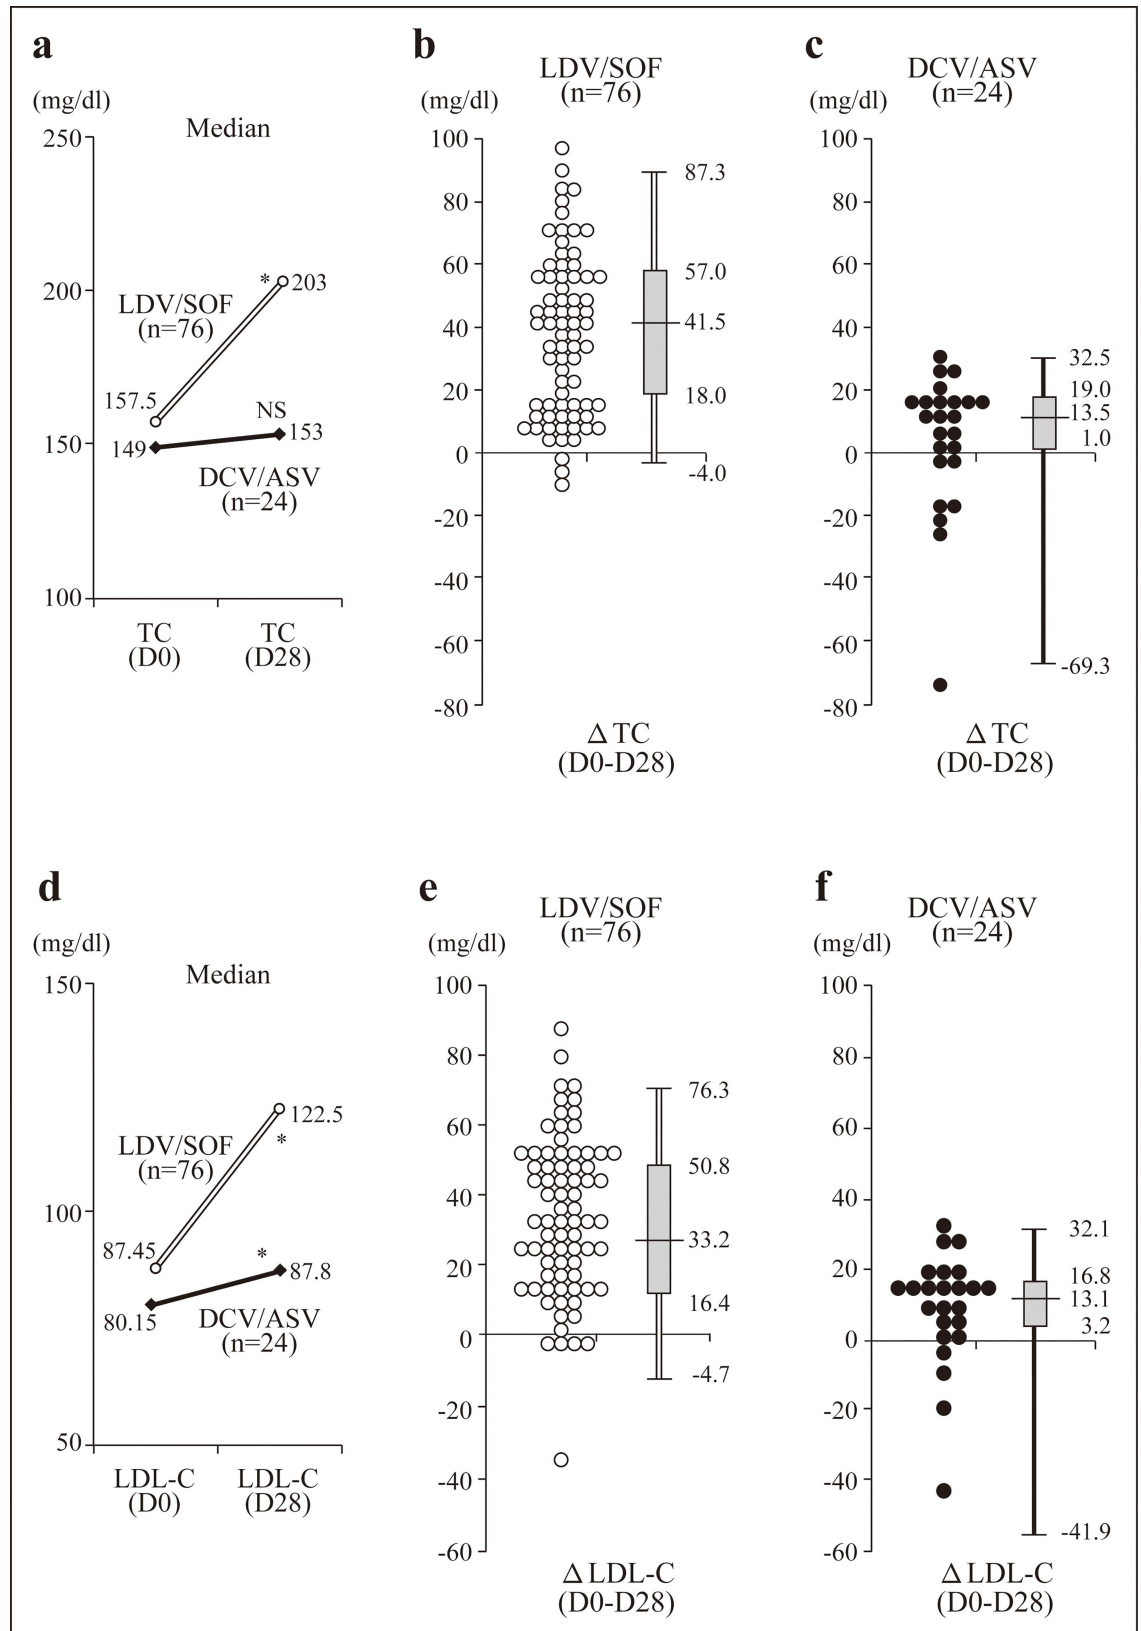 a
(mg/dl)
Median
250
200
150
100
LDV/SOF
(n=76)
* 203
157.5
NS
149
153
DCV/ASV
(n=24)
TC
(D0)
TC
(D28)
b
LDV/SOF
(n=76)
(mg/dl)
100
80
60
40
20
0
-20
-40
-60
-80
87.3
57.0
41.5
18.0
-4.0
Δ TC
(D0-D28)
c
DCV/ASV
(n=24)
(mg/dl)
100
80
60
40
20
0
-20
-40
-60
-80
32.5
19.0
13.5
1.0
-69.3
Δ TC
(D0-D28)
d
(mg/dl)
Median
150
100
50
LDV/SOF
(n=76)
122.5
*
87.45
*
87.8
80.15
DCV/ASV
(n=24)
LDL-C
(D0)
LDL-C
(D28)
e
LDV/SOF
(n=76)
(mg/dl)
100
80
60
40
20
0
-20
-40
-60
76.3
50.8
33.2
16.4
-4.7
Δ LDL-C
(D0-D28)
f
DCV/ASV
(n=24)
(mg/dl)
100
80
60
40
20
0
-20
-40
-60
32.1
16.8
13.1
3.2
-41.9
Δ LDL-C
(D0-D28)